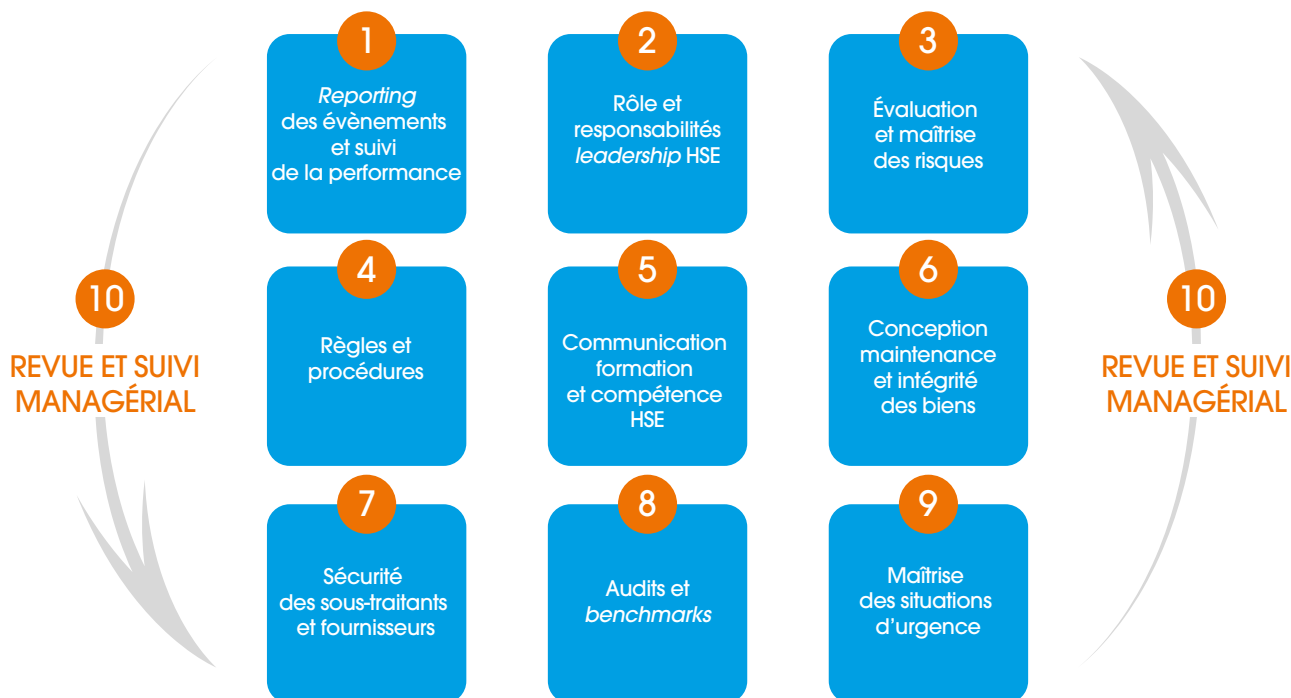 1
Reporting
des évènements
et suivi
de la performance
2
Rôle et
responsabilités
leadership HSE
3
Évaluation
et maîtrise
des risques
10
REVUE ET SUIVI
MANAGÉRIAL
4
Règles et
procédures
5
Communication
formation
et compétence
HSE
6
Conception
maintenance
et intégrité
des biens
10
REVUE ET SUIVI
MANAGÉRIAL
7
Sécurité
des sous-traitants
et fournisseurs
8
Audits et
benchmarks
9
Maîtrise
des situations
d’urgence